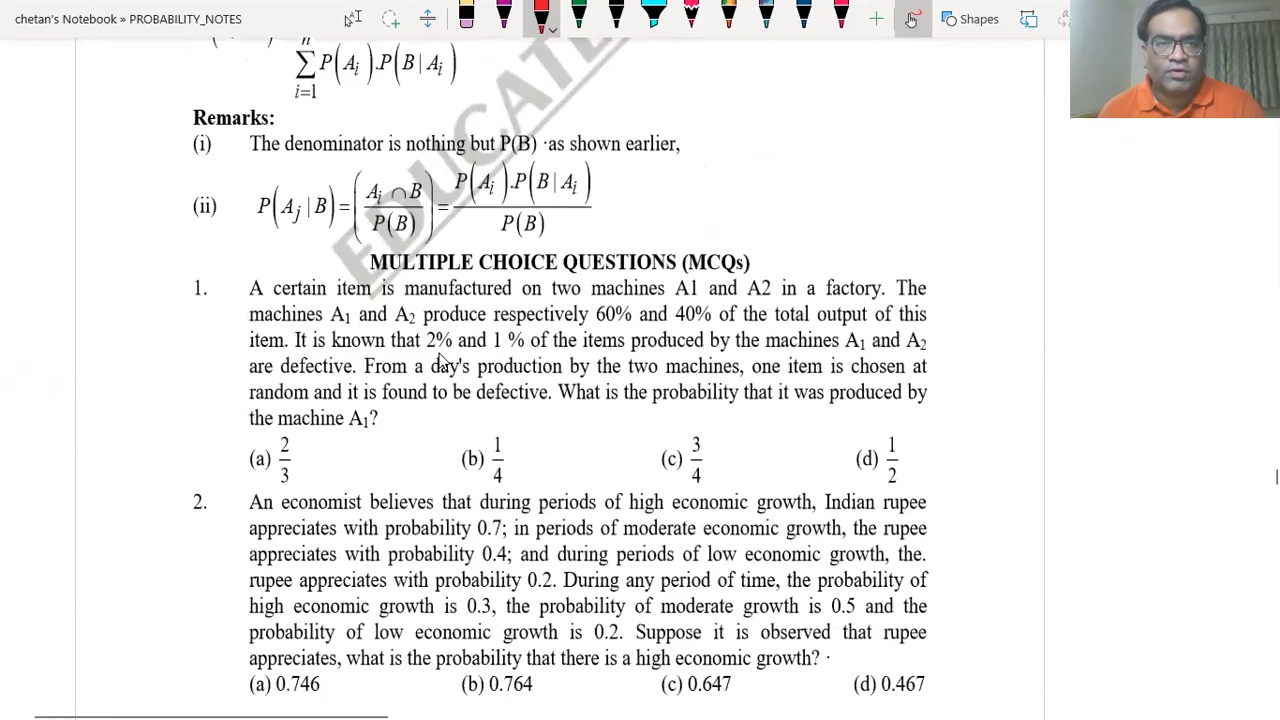 chetan's Notebook » PROBABILITY_NOTES
Shapes
n
∑ P(Ai).P(B|Ai)
i=1
Remarks:
(i) The denominator is nothing but P(B) ·as shown earlier,
(ii) P(Aj|B)=(Aj∩B/P(B))=P(Ai).P(B|Ai)/P(B)
EDUCATE
MULTIPLE CHOICE QUESTIONS (MCQs)
1. A certain item is manufactured on two machines A1 and A2 in a factory. The
machines A1 and A2 produce respectively 60% and 40% of the total output of this
item. It is known that 2% and 1 % of the items produced by the machines A1 and A2
are defective. From a day's production by the two machines, one item is chosen at
random and it is found to be defective. What is the probability that it was produced by
the machine A1?
(a) 2/3 (b) 1/4 (c) 3/4 (d) 1/2
2. An economist believes that during periods of high economic growth, Indian rupee
appreciates with probability 0.7; in periods of moderate economic growth, the rupee
appreciates with probability 0.4; and during periods of low economic growth, the.
rupee appreciates with probability 0.2. During any period of time, the probability of
high economic growth is 0.3, the probability of moderate growth is 0.5 and the
probability of low economic growth is 0.2. Suppose it is observed that rupee
appreciates, what is the probability that there is a high economic growth? ·
(a) 0.746 (b) 0.764 (c) 0.647 (d) 0.467